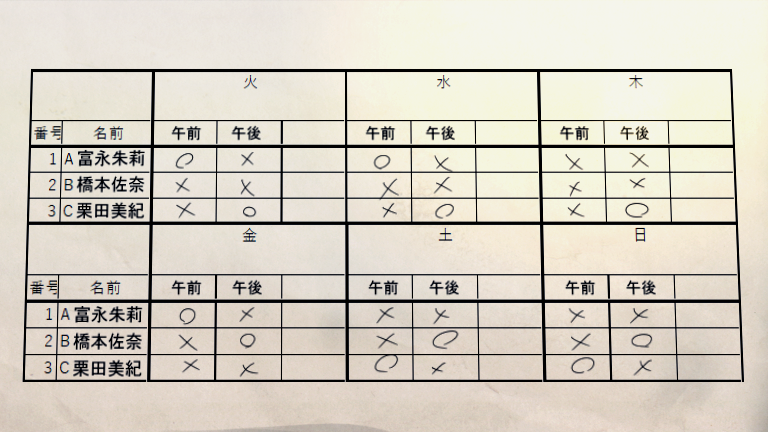 火 水 木
番号 名前 午前 午後 午前 午後 午前 午後
1 A 富永朱莉 ○ × ○ × × ×
2 B 橋本佐奈 × × × × × ×
3 C 栗田美紀 × ○ × ○ × ○
金 土 日
番号 名前 午前 午後 午前 午後 午前 午後
1 A 富永朱莉 ○ × × × × ×
2 B 橋本佐奈 × ○ × ○ × ○
3 C 栗田美紀 × × ○ × ○ ×